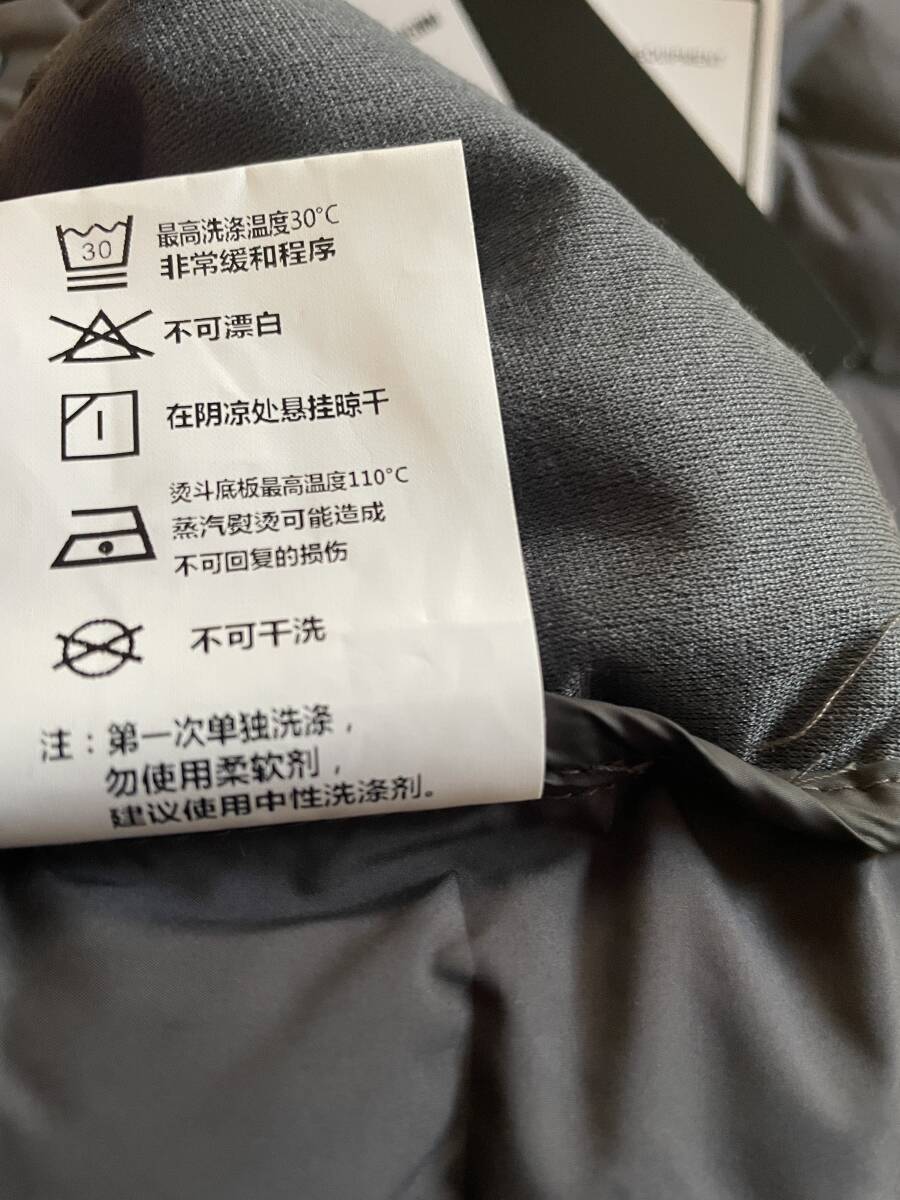 EQUIPMENT
30
最高洗涤温度30°C
非常缓和程序
不可漂白
在阴凉处悬挂晾干
烫斗底板最高温度110°C
蒸汽熨烫可能造成
不可回复的损伤
不可干洗
注：第一次单独洗涤，
勿使用柔软剂，
建议使用中性洗涤剂。